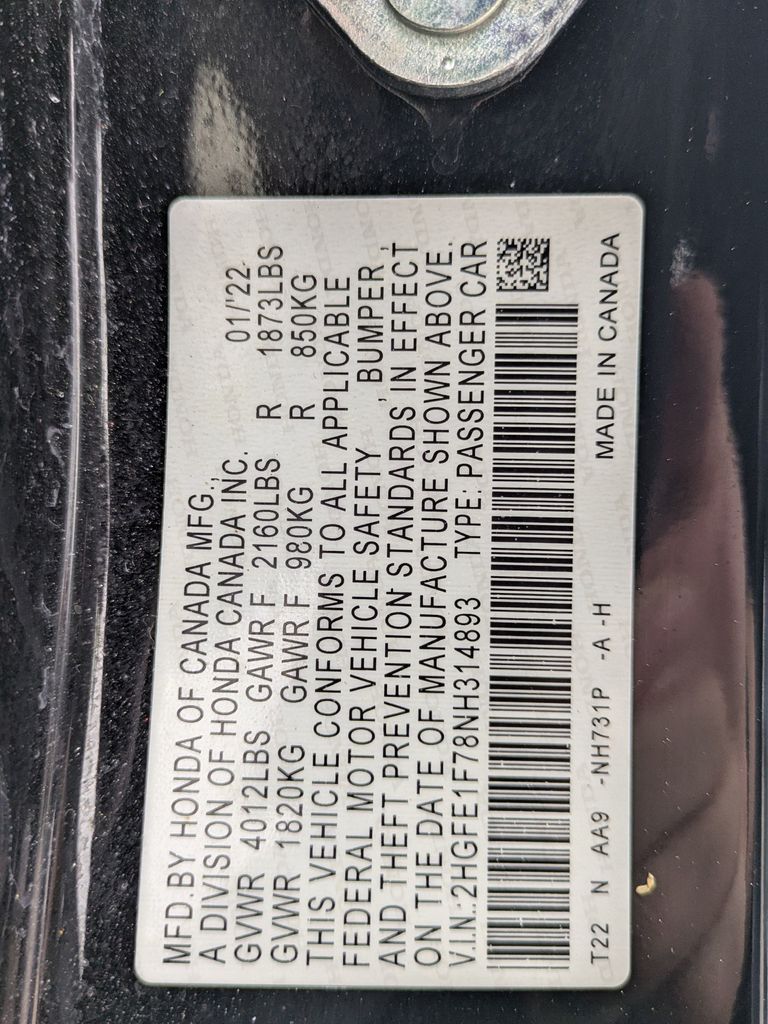 MFD.BY HONDA OF CANADA MFG.,
A DIVISION OF HONDA CANADA INC. 01/'22
GVWR 4012LBS GAWR F 2160LBS R 1873LBS
GVWR 1820KG GAWR F 980KG R 850KG
THIS VEHICLE CONFORMS TO ALL APPLICABLE
FEDERAL MOTOR VEHICLE SAFETY , BUMPER ,
AND THEFT PREVENTION STANDARDS IN EFFECT
ON THE DATE OF MANUFACTURE SHOWN ABOVE.
V.I.N:2HGFE1F78NH314893 TYPE: PASSENGER CAR
T22 N AA9 -NH731P -A -H MADE IN CANADA